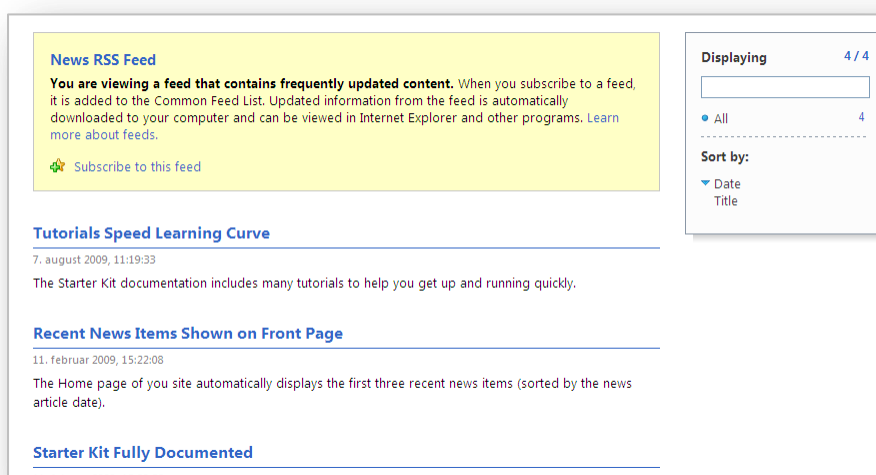 News RSS Feed
You are viewing a feed that contains frequently updated content. When you subscribe to a feed,
it is added to the Common Feed List. Updated information from the feed is automatically
downloaded to your computer and can be viewed in Internet Explorer and other programs. Learn
more about feeds.
Subscribe to this feed
Tutorials Speed Learning Curve
7. august 2009, 11:19:33
The Starter Kit documentation includes many tutorials to help you get up and running quickly.
Recent News Items Shown on Front Page
11. februar 2009, 15:22:08
The Home page of you site automatically displays the first three recent news items (sorted by the news
article date).
Starter Kit Fully Documented
Displaying 4 / 4
All 4
Sort by:
Date
Title